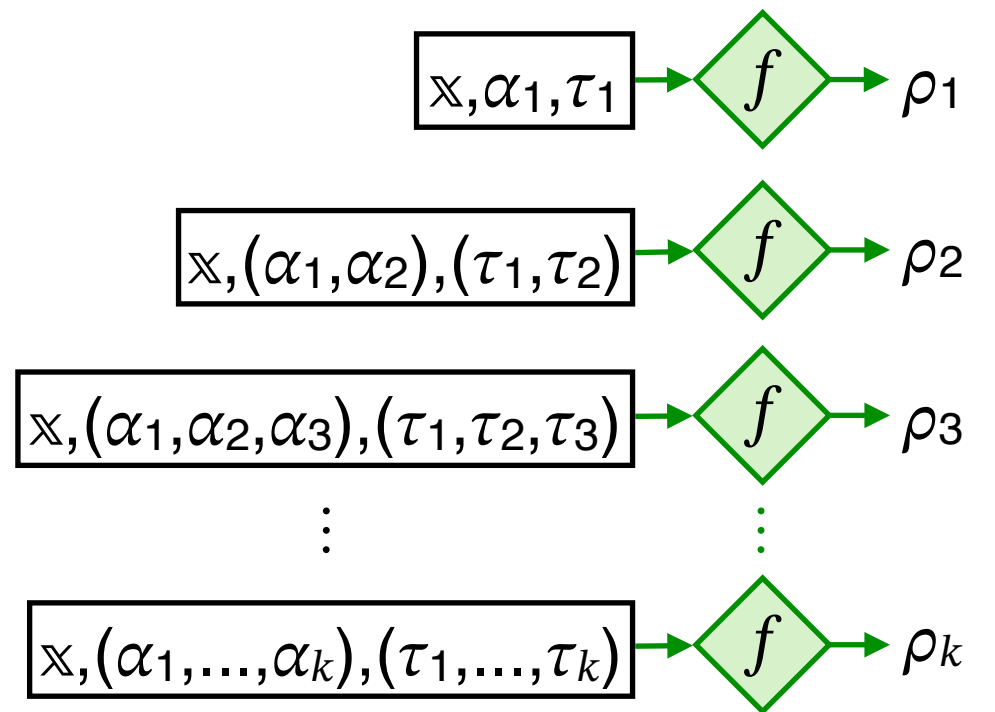 𝕩,α₁,τ₁ f ρ₁
𝕩,(α₁,α₂),(τ₁,τ₂) f ρ₂
𝕩,(α₁,α₂,α₃),(τ₁,τ₂,τ₃) f ρ₃
⋮ ⋮
𝕩,(α₁,...,αₖ),(τ₁,...,τₖ) f ρₖ